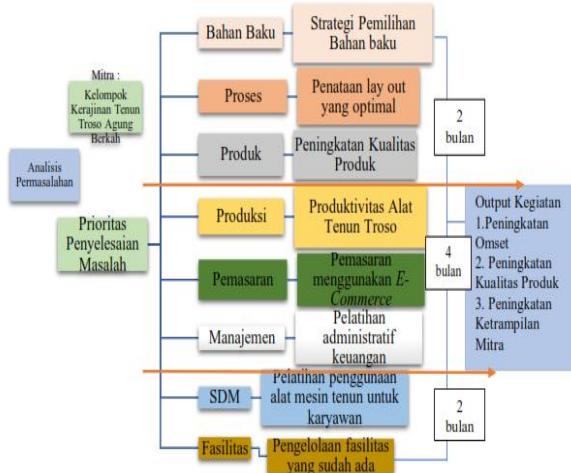 Mitra :
Kelompok
Kerajinan Tenun
Troso Agung
Berkah
Analisis
Permasalahan
Prioritas
Penyelesaian
Masalah
Bahan Baku
Strategi Pemilihan
Bahan baku
Proses
Penataan lay out
yang optimal
Produk
Peningkatan Kualitas
Produk
Produksi
Produktivitas Alat
Tenun Troso
Pemasaran
Pemasaran
menggunakan E-
Commerce
Manajemen
Pelatihan
administratif
keuangan
SDM
Pelatihan penggunaan
alat mesin tenun untuk
karyawan
Fasilitas
Pengelolaan fasilitas
yang sudah ada
2
bulan
4
bulan
2
bulan
Output Kegiatan
1.Peningkatan
Omset
2. Peningkatan
Kualitas Produk
3. Peningkatan
Ketrampilan
Mitra